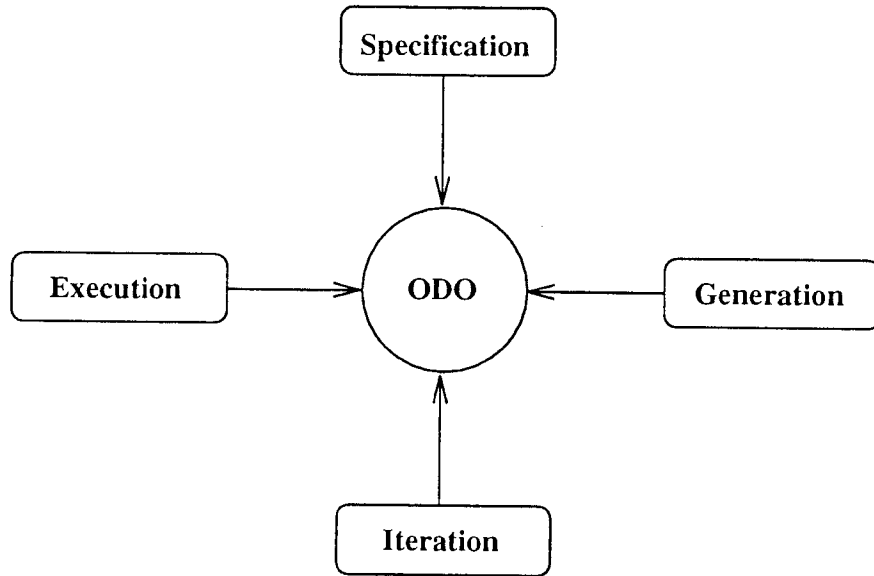 Specification
Execution
ODO
Generation
Iteration